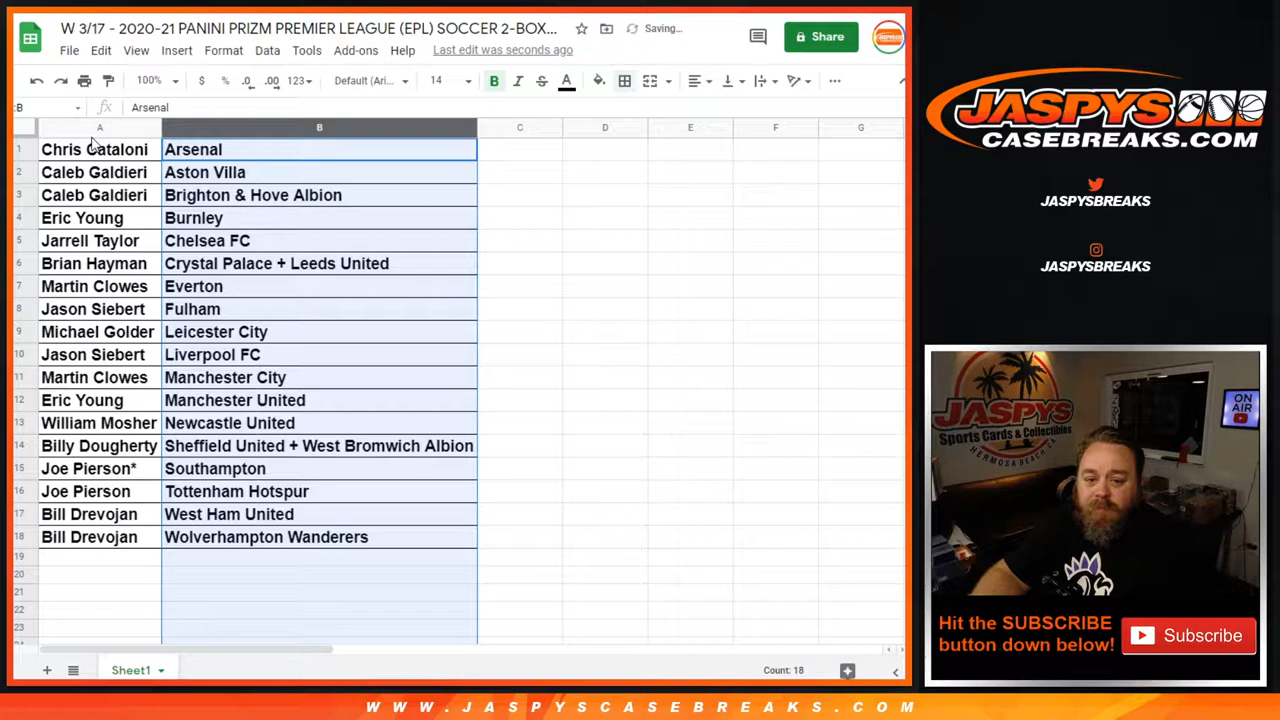 W 3/17 - 2020-21 PANINI PRIZM PREMIER LEAGUE (EPL) SOCCER 2-BOX...
Saving...
Share
File Edit View Insert Format Data Tools Add-ons Help Last edit was seconds ago
100% $ % .0 .00 123 Default (Ari... 14 B I S A
:B fx Arsenal
A B C D E F G
1 Chris Cataloni Arsenal
2 Caleb Galdieri Aston Villa
3 Caleb Galdieri Brighton & Hove Albion
4 Eric Young Burnley
5 Jarrell Taylor Chelsea FC
6 Brian Hayman Crystal Palace + Leeds United
7 Martin Clowes Everton
8 Jason Siebert Fulham
9 Michael Golder Leicester City
10 Jason Siebert Liverpool FC
11 Martin Clowes Manchester City
12 Eric Young Manchester United
13 William Mosher Newcastle United
14 Billy Dougherty Sheffield United + West Bromwich Albion
15 Joe Pierson* Southampton
16 Joe Pierson Tottenham Hotspur
17 Bill Drevojan West Ham United
18 Bill Drevojan Wolverhampton Wanderers
19
20
21
22
23
Sheet1 Count: 18
JASPYS
CASEBREAKS.COM
JASPYSBREAKS
JASPYSBREAKS
JASPYS
Sports Cards & Collectibles
HERMOSA BEACH, CA
ON
AIR
Hit the SUBSCRIBE
button down below!
Subscribe
WWW.JASPYSCASEBREAKS.COM